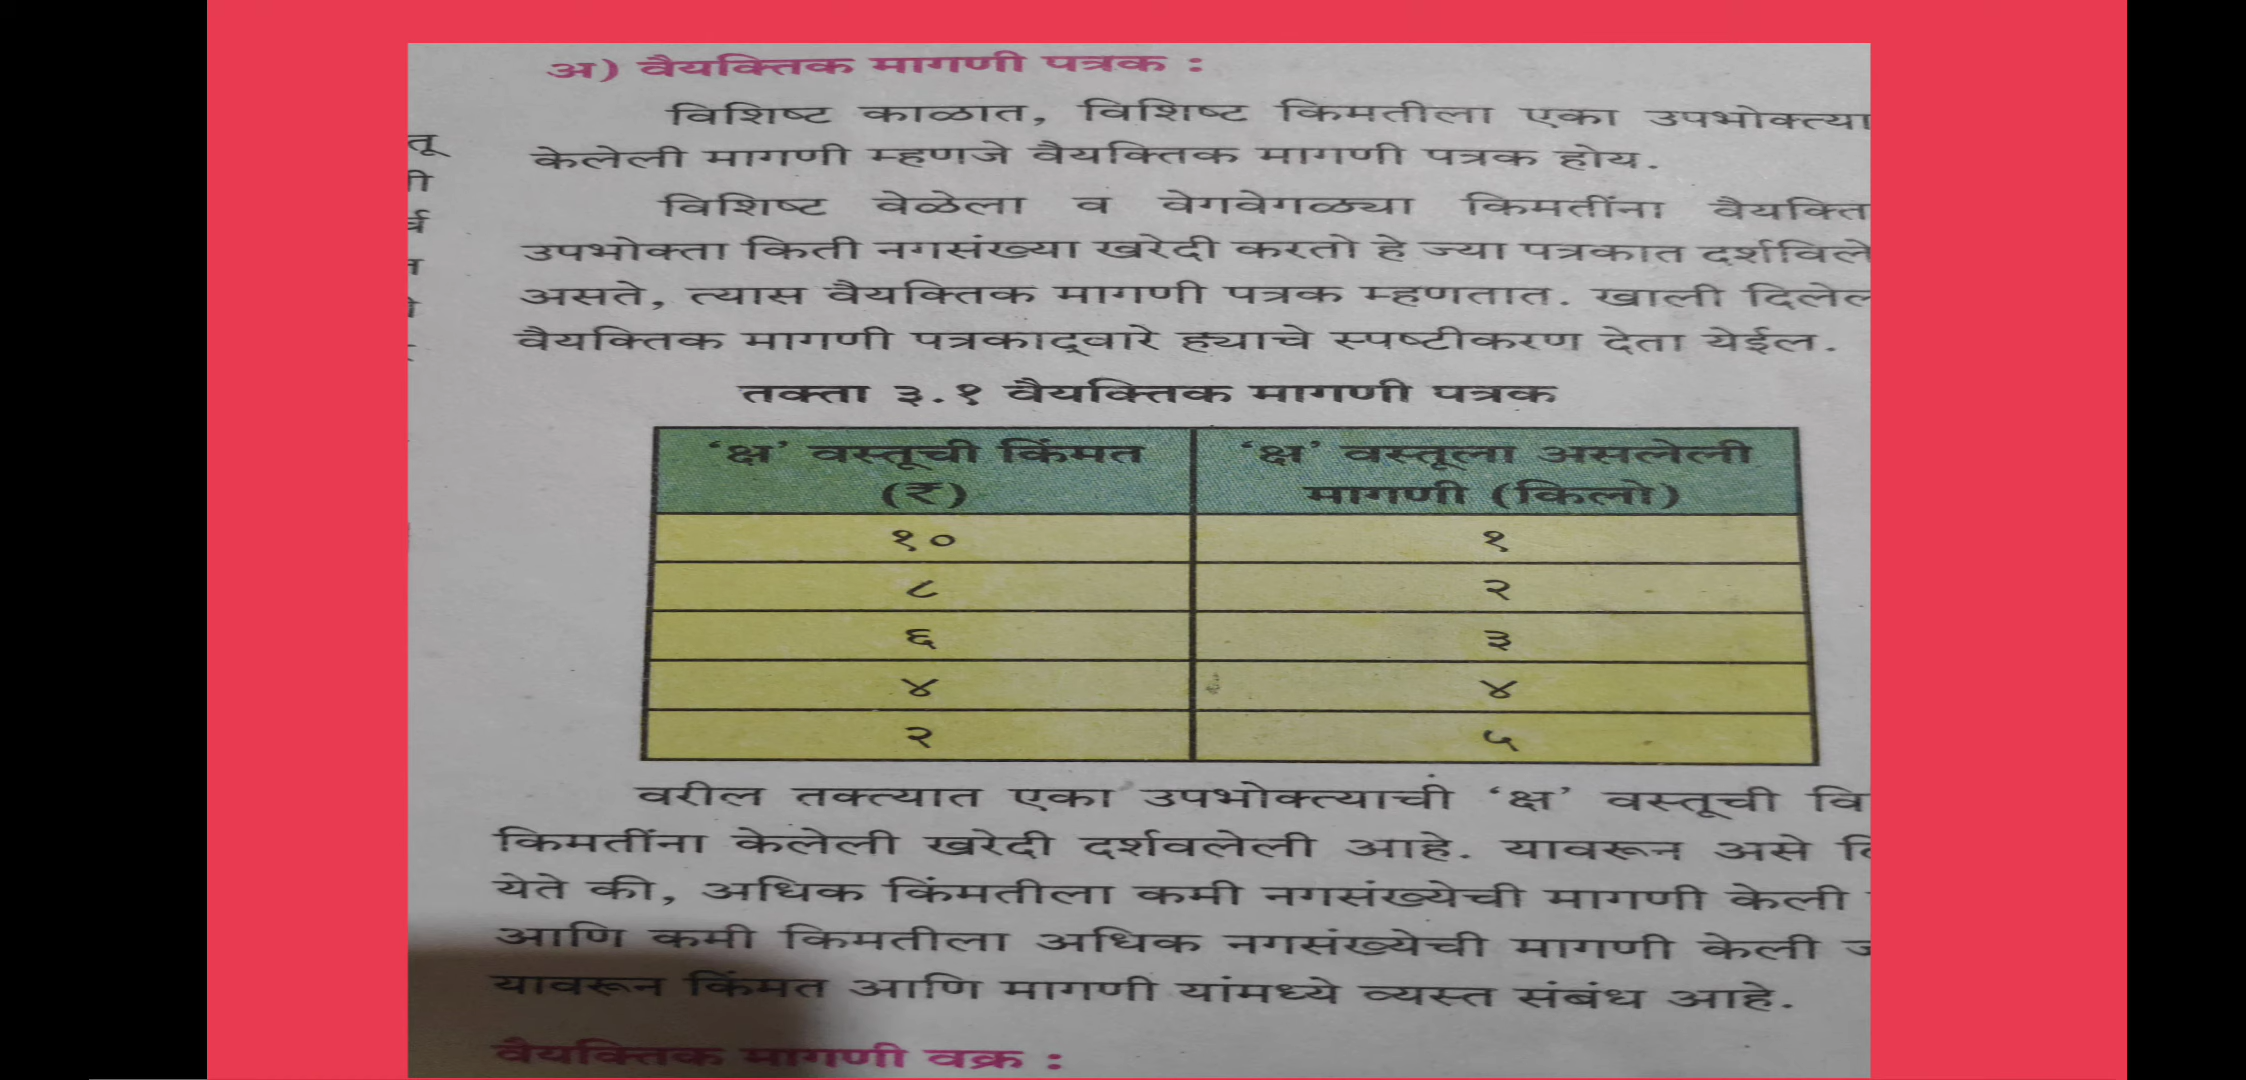 अ) वैयक्तिक मागणी पत्रक :
विशिष्ट काळात, विशिष्ट किमतीला एका उपभोक्त्या
केलेली मागणी म्हणजे वैयक्तिक मागणी पत्रक होय.
विशिष्ट वेळेला व वेगवेगळ्या किमतींना वैयक्ति
उपभोक्ता किती नगसंख्या खरेदी करतो हे ज्या पत्रकात दर्शविले
असते, त्यास वैयक्तिक मागणी पत्रक म्हणतात. खाली दिलेल
वैयक्तिक मागणी पत्रकाद्वारे ह्याचे स्पष्टीकरण देता येईल.
तक्ता ३.१ वैयक्तिक मागणी पत्रक
‘क्ष’ वस्तूची किंमत ‘क्ष’ वस्तूला असलेली
(₹) मागणी (किलो)
१० १
८ २
६ ३
४ ४
२ ५
वरील तक्त्यात एका उपभोक्त्याची ‘क्ष’ वस्तूची वि
किमतींना केलेली खरेदी दर्शवलेली आहे. यावरून असे
येते की, अधिक किंमतीला कमी नगसंख्येची मागणी केली
आणि कमी किमतीला अधिक नगसंख्येची मागणी केली
यावरून किंमत आणि मागणी यांमध्ये व्यस्त संबंध आहे.
वैयक्तिक मागणी वक्र :